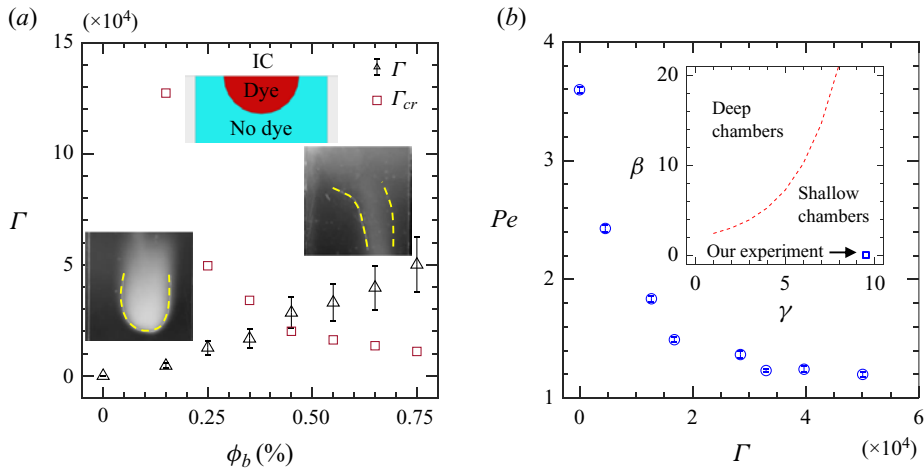 (a)
(×10⁴)
15
10
5
0
Γ
0
0.25
0.50
0.75
ϕb (%)
IC
Dye
No dye
Γ
Γcr
(b)
4
3
2
1
Pe
0
2
4
6
Γ
(×10⁴)
20
10
0
β
0
5
10
γ
Deep
chambers
Shallow
chambers
Our experiment